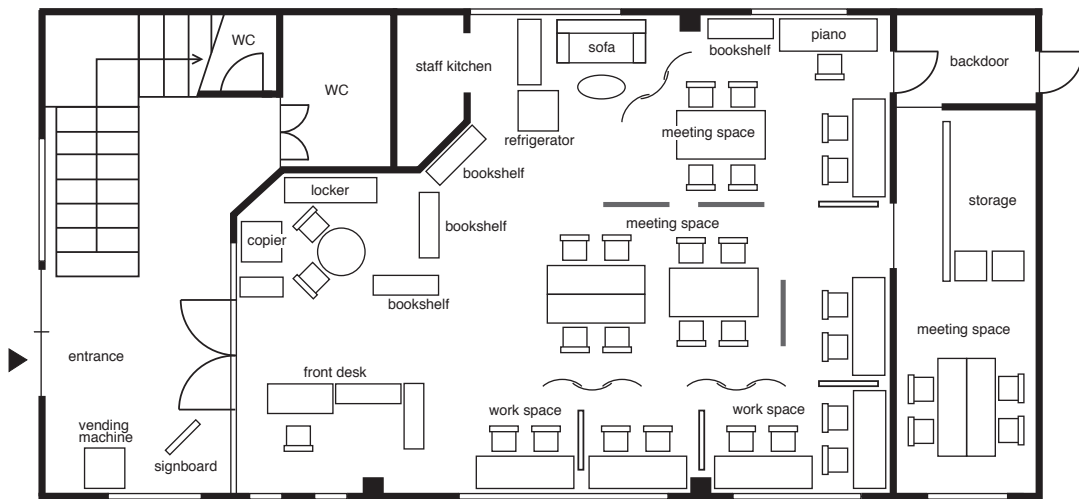 WC
WC
staff kitchen
sofa
bookshelf
piano
backdoor
refrigerator
meeting space
bookshelf
locker
storage
bookshelf
meeting space
copier
bookshelf
meeting space
entrance
front desk
work space
work space
vending
machine
signboard